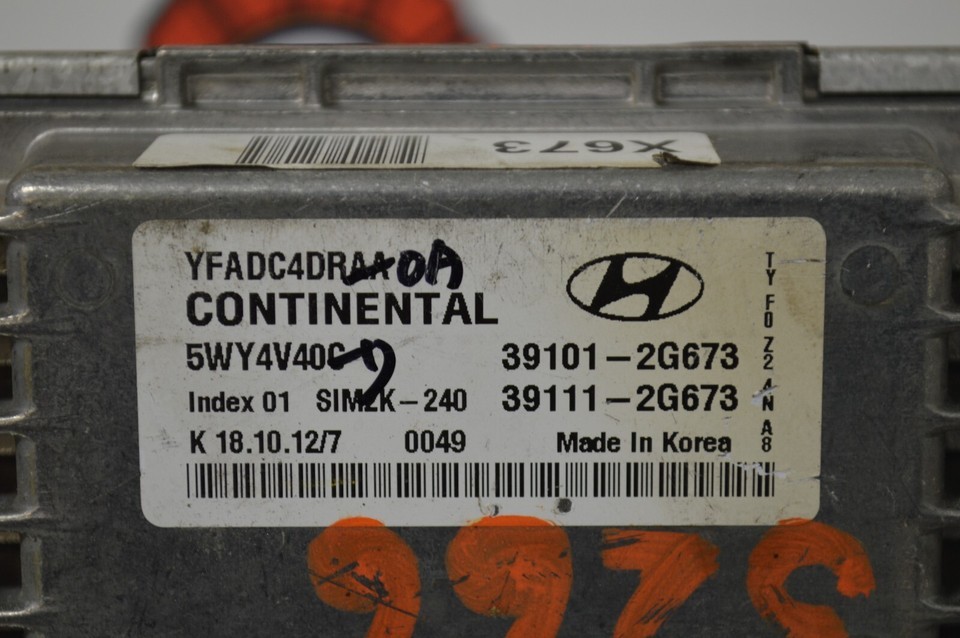 X673
YFADC4DRAA OA
CONTINENTAL
5WY4V40C
39101-2G673
Index 01 SIM2K-240
39111-2G673
K 18.10.12/7 0049 Made In Korea
TY F0 Z2 4N A8